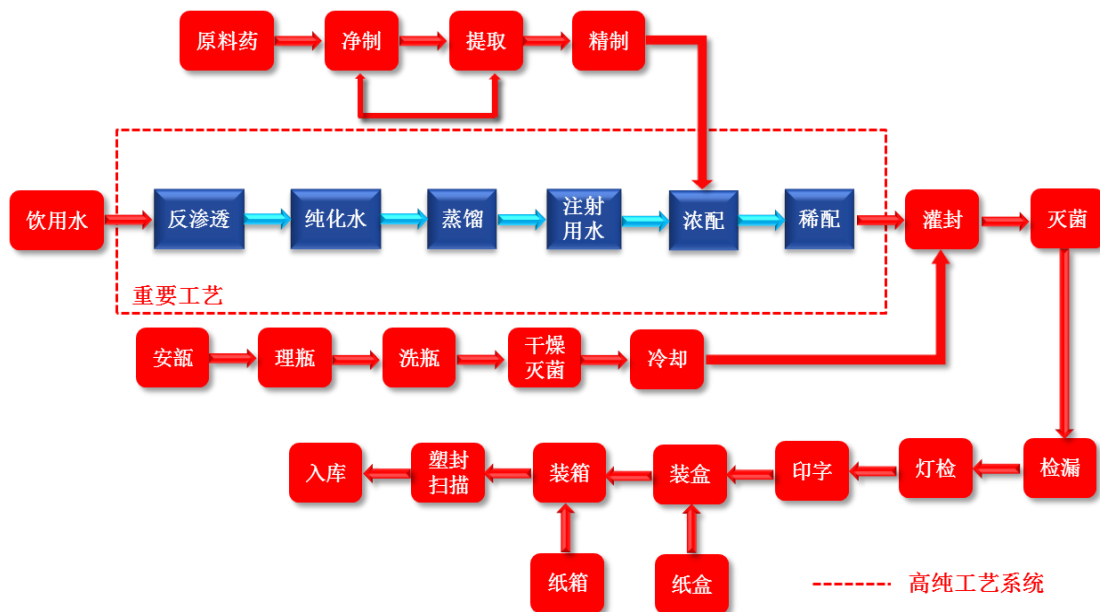 原料药
净制
提取
精制
饮用水
反渗透
纯化水
蒸馏
注射
用水
浓配
稀配
灌封
灭菌
重要工艺
安瓿
理瓶
洗瓶
干燥
灭菌
冷却
入库
塑封
扫描
装箱
装盒
印字
灯检
检漏
纸箱
纸盒
高纯工艺系统